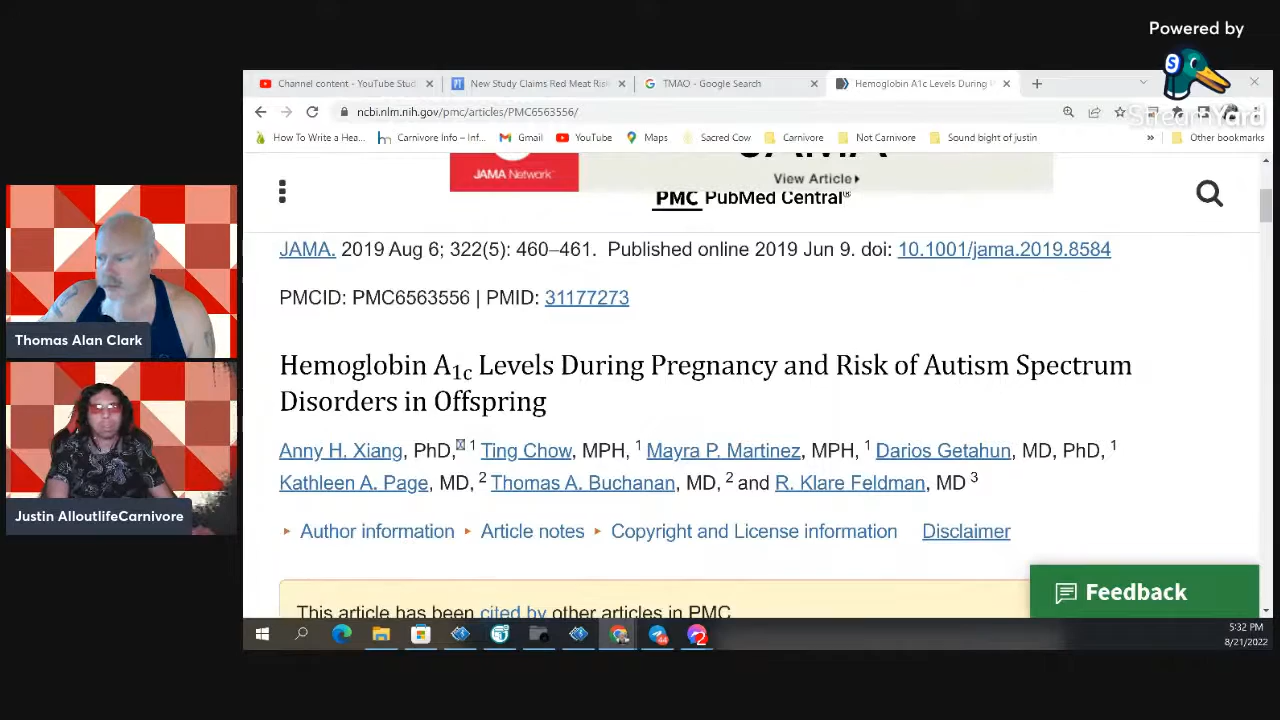 Powered by
StreamYard
Channel content - YouTube Stud
New Study Claims Red Meat Risk
TMAO - Google Search
Hemoglobin A1c Levels During
ncbi.nlm.nih.gov/pmc/articles/PMC6563556/
How To Write a Hea...
Carnivore Info – Inf...
Gmail
YouTube
Maps
Sacred Cow
Carnivore
Not Carnivore
Sound bight of justin
»
Other bookmarks
JAMA Network
JAMA
View Article
PMC PubMed Central®
JAMA. 2019 Aug 6; 322(5): 460–461. Published online 2019 Jun 9. doi: 10.1001/jama.2019.8584
PMCID: PMC6563556 | PMID: 31177273
Hemoglobin A1c Levels During Pregnancy and Risk of Autism Spectrum
Disorders in Offspring
Anny H. Xiang, PhD, 1 Ting Chow, MPH, 1 Mayra P. Martinez, MPH, 1 Darios Getahun, MD, PhD, 1
Kathleen A. Page, MD, 2 Thomas A. Buchanan, MD, 2 and R. Klare Feldman, MD 3
Author information
Article notes
Copyright and License information
Disclaimer
This article has been cited by other articles in PMC
Feedback
Thomas Alan Clark
Justin AlloutlifeCarnivore
44
2
5:32 PM
8/21/2022